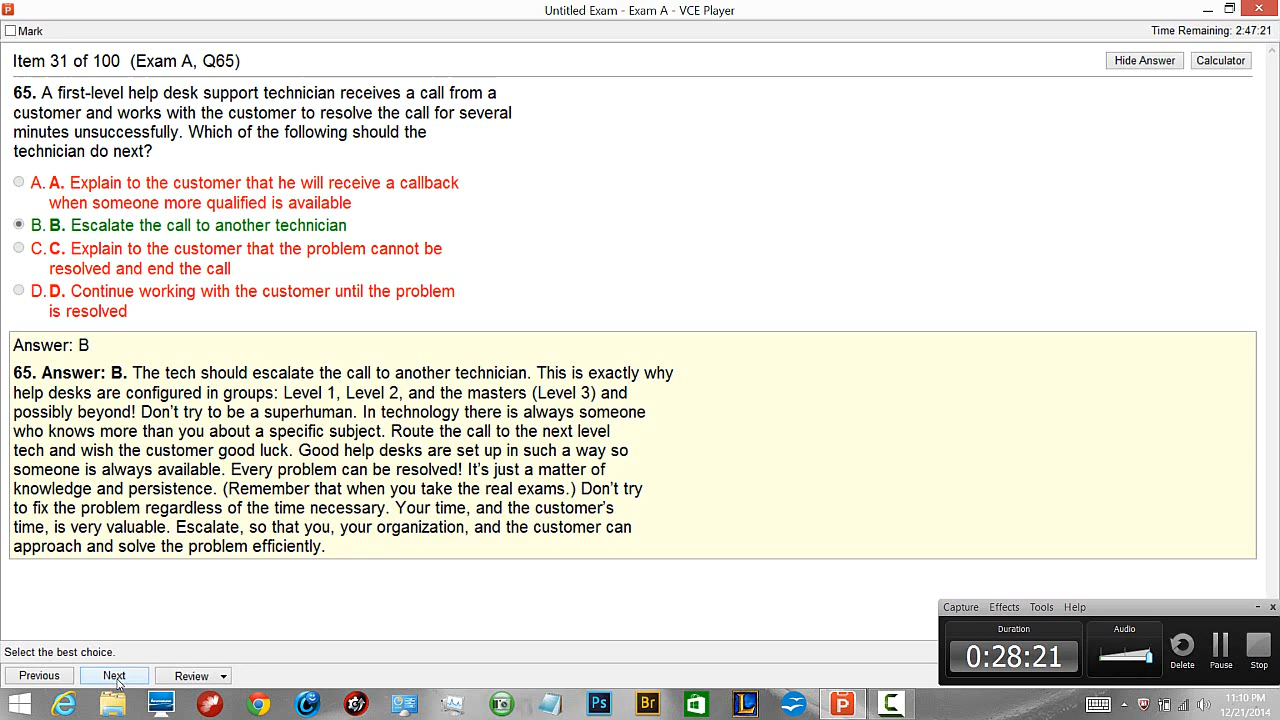 Untitled Exam - Exam A - VCE Player
Mark
Time Remaining: 2:47:21
Item 31 of 100 (Exam A, Q65)
Hide Answer
Calculator
65. A first-level help desk support technician receives a call from a
customer and works with the customer to resolve the call for several
minutes unsuccessfully. Which of the following should the
technician do next?
A. A. Explain to the customer that he will receive a callback
when someone more qualified is available
B. B. Escalate the call to another technician
C. C. Explain to the customer that the problem cannot be
resolved and end the call
D. D. Continue working with the customer until the problem
is resolved
Answer: B
65. Answer: B. The tech should escalate the call to another technician. This is exactly why
help desks are configured in groups: Level 1, Level 2, and the masters (Level 3) and
possibly beyond! Don’t try to be a superhuman. In technology there is always someone
who knows more than you about a specific subject. Route the call to the next level
tech and wish the customer good luck. Good help desks are set up in such a way so
someone is always available. Every problem can be resolved! It’s just a matter of
knowledge and persistence. (Remember that when you take the real exams.) Don’t try
to fix the problem regardless of the time necessary. Your time, and the customer’s
time, is very valuable. Escalate, so that you, your organization, and the customer can
approach and solve the problem efficiently.
Capture Effects Tools Help
Duration
Audio
0:28:21
Delete
Pause
Stop
Select the best choice.
Previous
Next
Review
Ps
Br
11:10 PM
12/21/2014